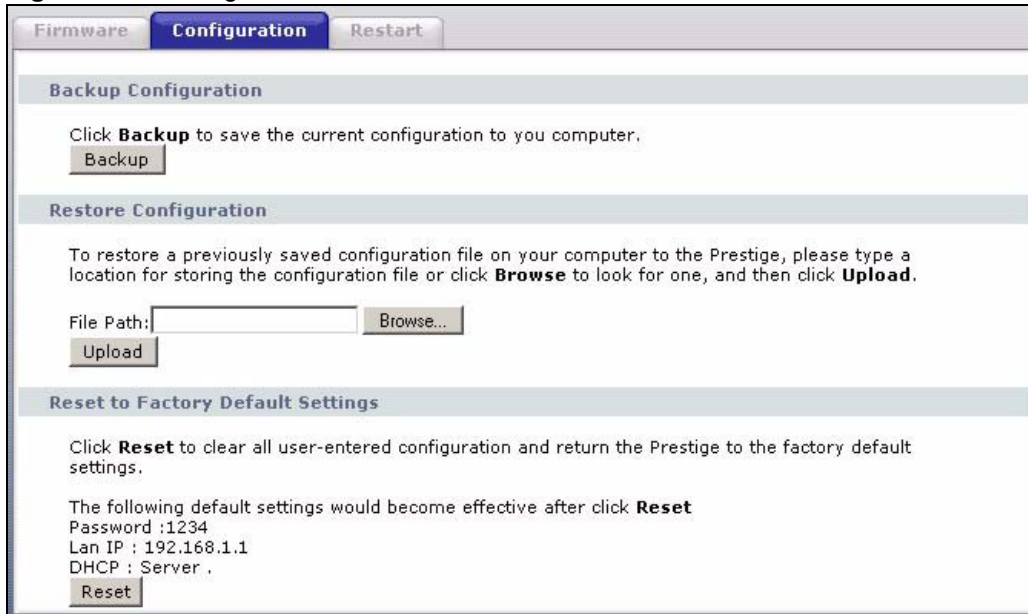 Firmware Configuration Restart
Backup Configuration
Click Backup to save the current configuration to you computer.
Backup
Restore Configuration
To restore a previously saved configuration file on your computer to the Prestige, please type a
location for storing the configuration file or click Browse to look for one, and then click Upload.
File Path: Browse...
Upload
Reset to Factory Default Settings
Click Reset to clear all user-entered configuration and return the Prestige to the factory default
settings.
The following default settings would become effective after click Reset
Password :1234
Lan IP : 192.168.1.1
DHCP : Server .
Reset